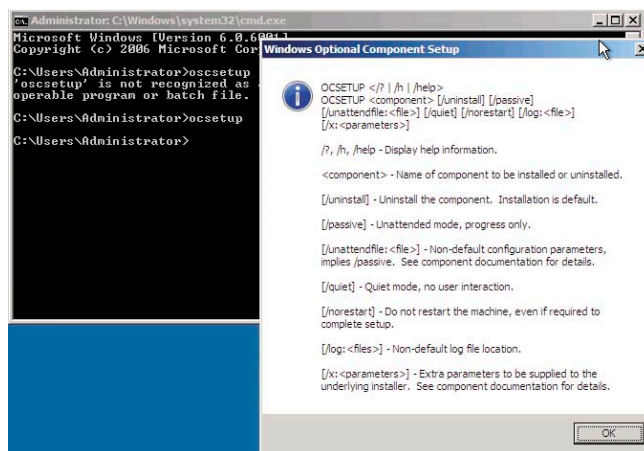 Administrator: C:\Windows\system32\cmd.exe
Microsoft Windows [Version 6.0.6001]
Copyright (c) 2006 Microsoft Cor
C:\Users\Administrator>oscsetup
'oscsetup' is not recognized as
operable program or batch file.
C:\Users\Administrator>ocsetup
C:\Users\Administrator>
Windows Optional Component Setup
OCSETUP </? | /h | /help>
OCSETUP <component> [/uninstall] [/passive]
[/unattendfile:<file>] [/quiet] [/norestart] [/log:<file>]
[/x:<parameters>]
/?, /h, /help - Display help information.
<component> - Name of component to be installed or uninstalled.
[/uninstall] - Uninstall the component. Installation is default.
[/passive] - Unattended mode, progress only.
[/unattendfile:<file>] - Non-default configuration parameters,
implies /passive. See component documentation for details.
[/quiet] - Quiet mode, no user interaction.
[/norestart] - Do not restart the machine, even if required to
complete setup.
[/log:<files>] - Non-default log file location.
[/x:<parameters>] - Extra parameters to be supplied to the
underlying installer. See component documentation for details.
OK